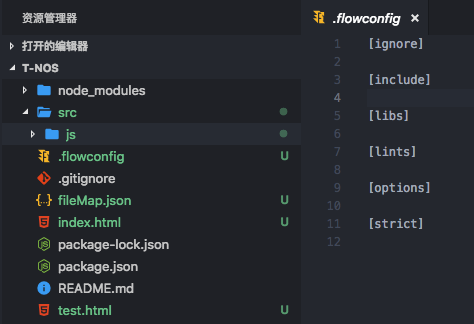 资源管理器
打开的编辑器
T-NOS
node_modules
src
js
.flowconfig U
.gitignore
fileMap.json U
index.html U
package-lock.json
package.json
README.md
test.html U
.flowconfig ×
1 [ignore]
2
3 [include]
4
5 [libs]
6
7 [lints]
8
9 [options]
10
11 [strict]
12